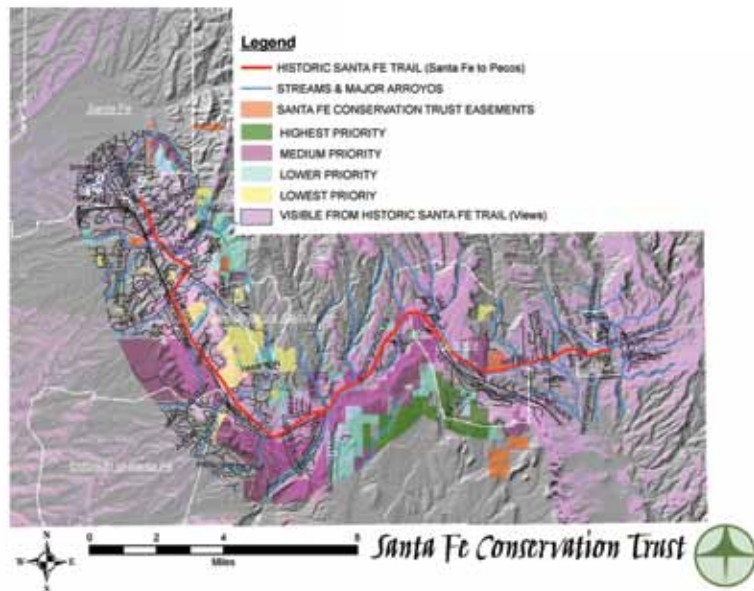 Legend
HISTORIC SANTA FE TRAIL (Santa Fe to Pecos)
STREAMS & MAJOR ARROYOS
SANTA FE CONSERVATION TRUST EASEMENTS
HIGHEST PRIORITY
MEDIUM PRIORITY
LOWER PRIORITY
LOWEST PRIORIY
VISIBLE FROM HISTORIC SANTA FE TRAIL (Views)
Santa Fe
N
W E
S
0 2 4 8
Miles
Santa Fe Conservation Trust